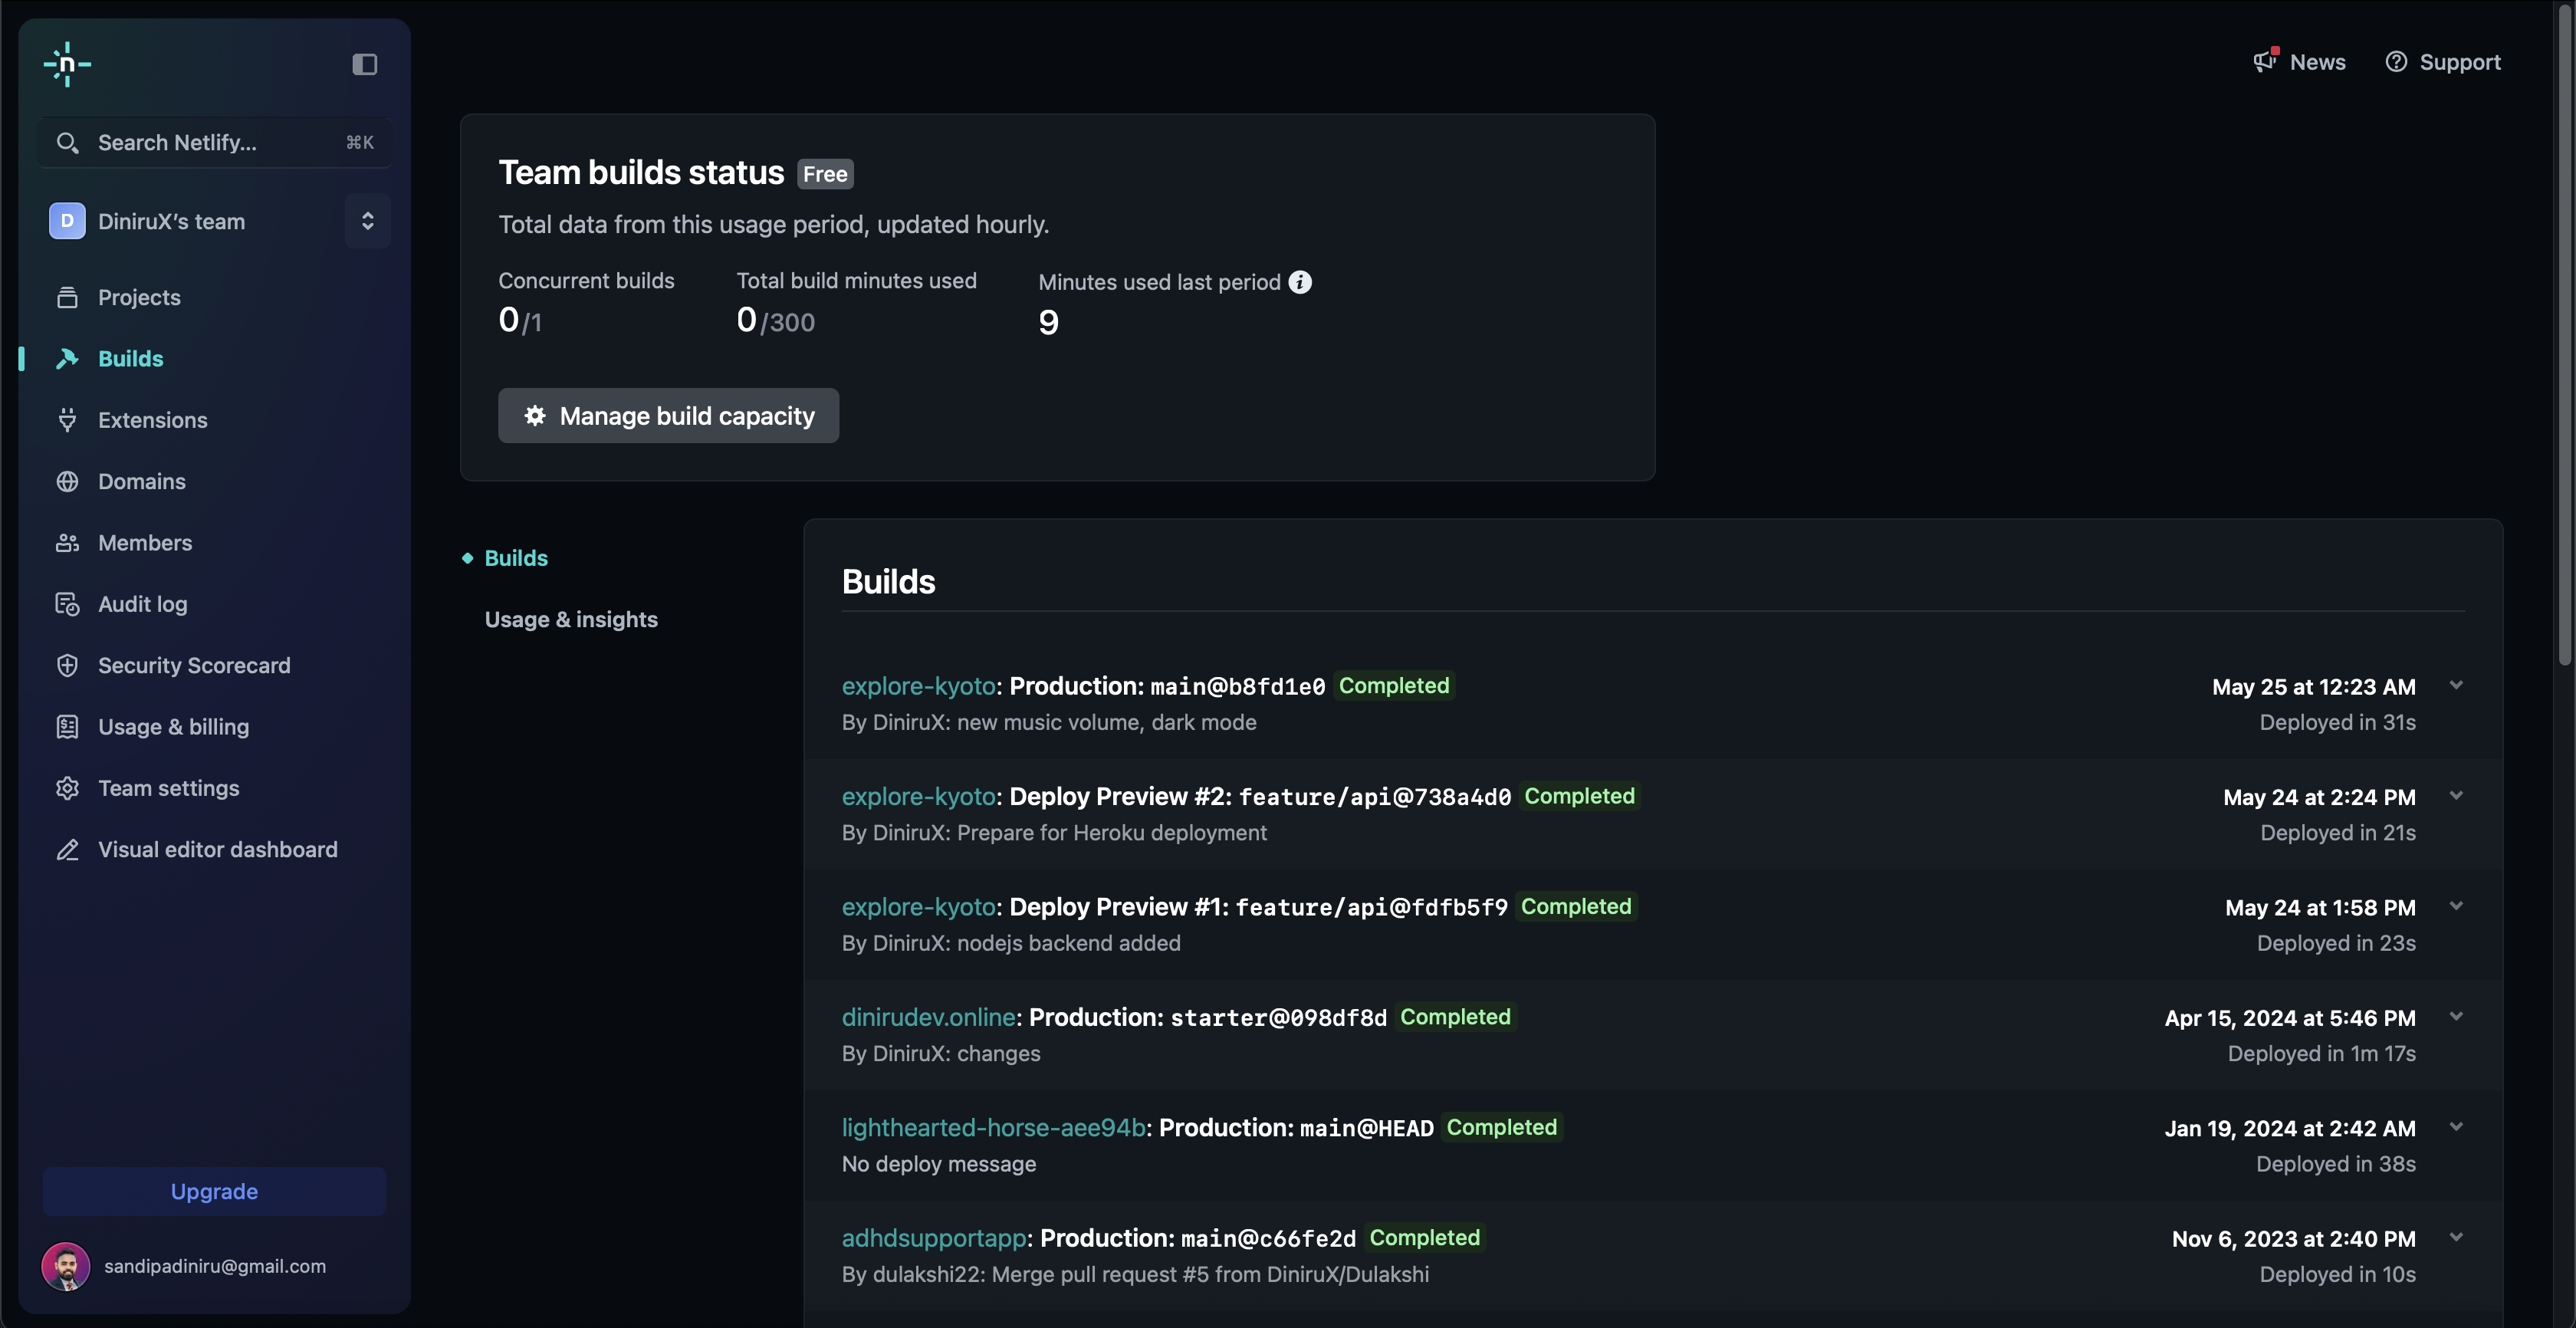 n
Search Netlify... ⌘K
D DiniruX’s team
Projects
Builds
Extensions
Domains
Members
Audit log
Security Scorecard
Usage & billing
Team settings
Visual editor dashboard
Upgrade
sandipadiniru@gmail.com
News
Support
Team builds status Free
Total data from this usage period, updated hourly.
Concurrent builds Total build minutes used Minutes used last period
0/1 0/300 9
Manage build capacity
Builds
Usage & insights
Builds
explore-kyoto: Production: main@b8fd1e0 Completed May 25 at 12:23 AM
By DiniruX: new music volume, dark mode Deployed in 31s
explore-kyoto: Deploy Preview #2: feature/api@738a4d0 Completed May 24 at 2:24 PM
By DiniruX: Prepare for Heroku deployment Deployed in 21s
explore-kyoto: Deploy Preview #1: feature/api@fdfb5f9 Completed May 24 at 1:58 PM
By DiniruX: nodejs backend added Deployed in 23s
dinirudev.online: Production: starter@098df8d Completed Apr 15, 2024 at 5:46 PM
By DiniruX: changes Deployed in 1m 17s
lighthearted-horse-aee94b: Production: main@HEAD Completed Jan 19, 2024 at 2:42 AM
No deploy message Deployed in 38s
adhdsupportapp: Production: main@c66fe2d Completed Nov 6, 2023 at 2:40 PM
By dulakshi22: Merge pull request #5 from DiniruX/Dulakshi Deployed in 10s